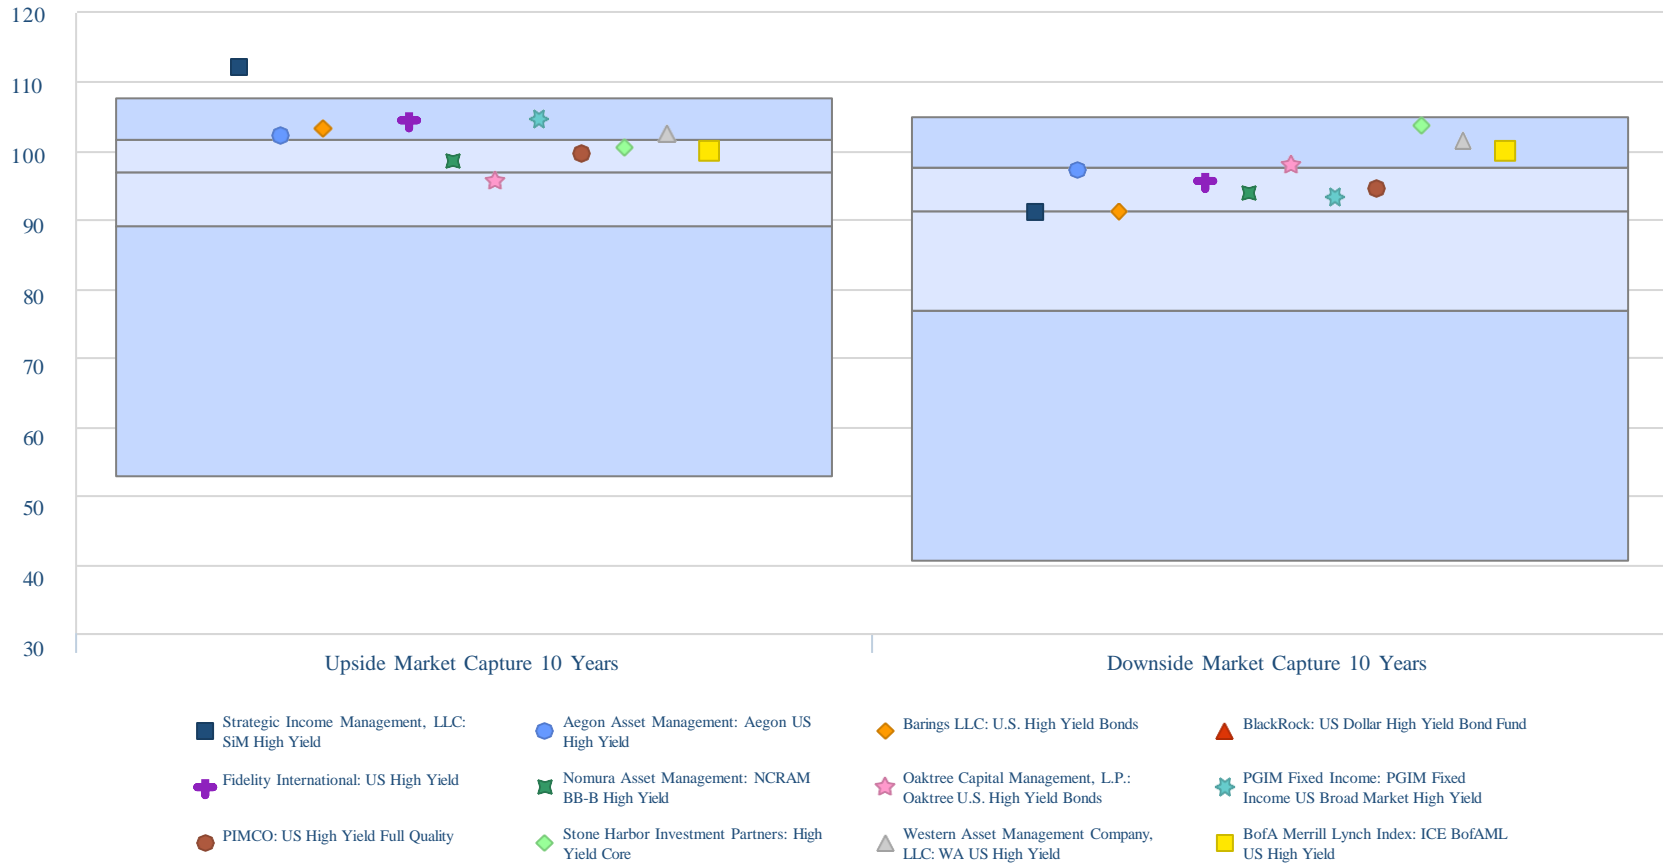 120
110
100
90
80
70
60
50
40
30
Upside Market Capture 10 Years
Downside Market Capture 10 Years
Strategic Income Management, LLC:
SiM High Yield
Aegon Asset Management: Aegon US
High Yield
Barings LLC: U.S. High Yield Bonds
BlackRock: US Dollar High Yield Bond Fund
Fidelity International: US High Yield
Nomura Asset Management: NCRAM
BB-B High Yield
Oaktree Capital Management, L.P.:
Oaktree U.S. High Yield Bonds
PGIM Fixed Income: PGIM Fixed
Income US Broad Market High Yield
PIMCO: US High Yield Full Quality
Stone Harbor Investment Partners: High
Yield Core
Western Asset Management Company,
LLC: WA US High Yield
BofA Merrill Lynch Index: ICE BofAML
US High Yield